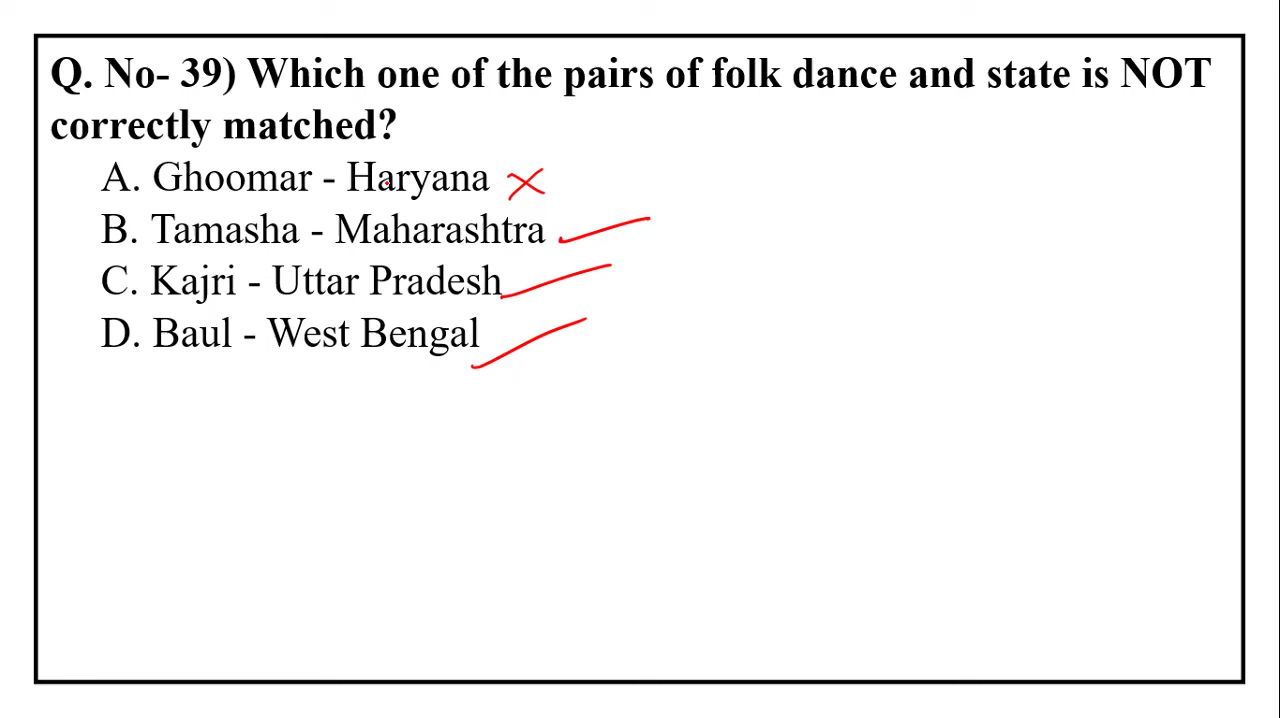 Q. No- 39) Which one of the pairs of folk dance and state is NOT
correctly matched?
A. Ghoomar - Haryana
B. Tamasha - Maharashtra
C. Kajri - Uttar Pradesh
D. Baul - West Bengal